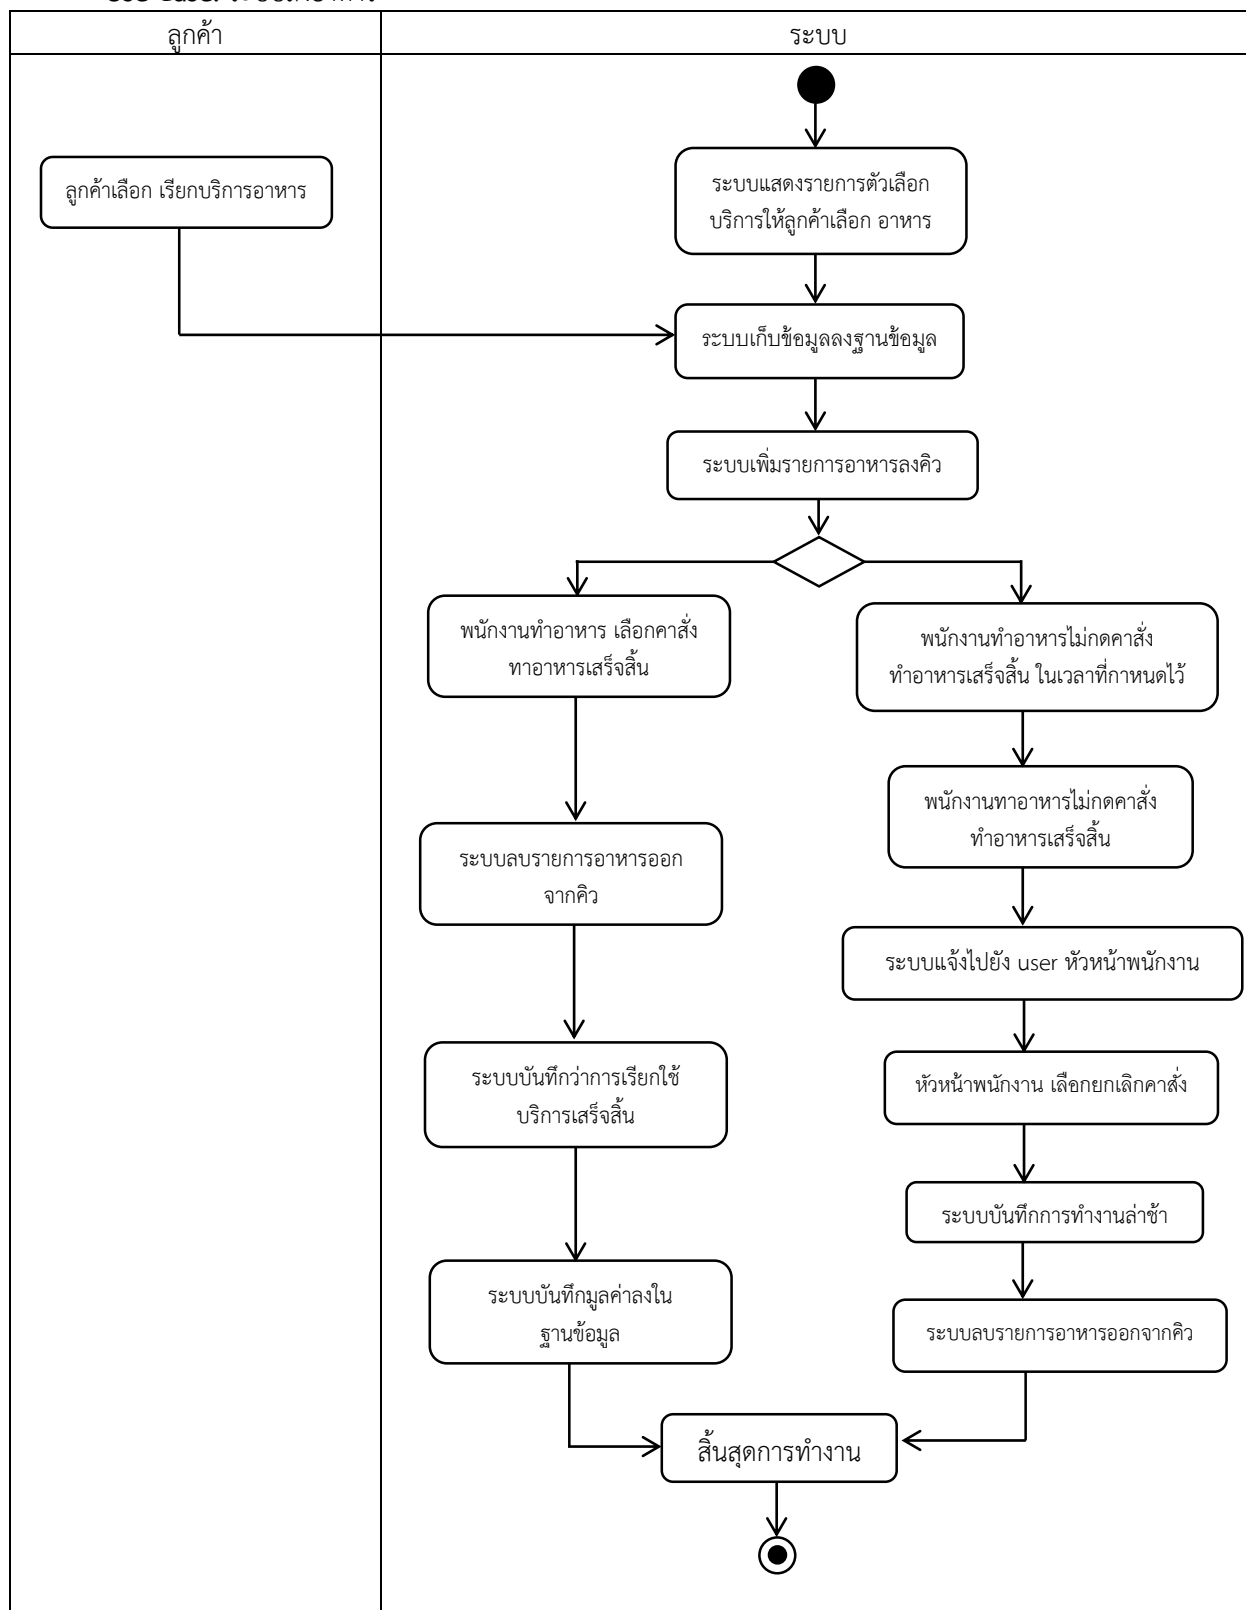 ลูกค้า
ระบบ
ลูกค้าเลือก เรียกบริการอาหาร
ระบบแสดงรายการตัวเลือก
บริการให้ลูกค้าเลือก อาหาร
ระบบเก็บข้อมูลลงฐานข้อมูล
ระบบเพิ่มรายการอาหารลงคิว
พนักงานทำอาหาร เลือกคาสั่ง
ทาอาหารเสร็จสิ้น
พนักงานทำอาหารไม่กดคาสั่ง
ทำอาหารเสร็จสิ้น ในเวลาที่กาหนดไว้
พนักงานทาอาหารไม่กดคาสั่ง
ทำอาหารเสร็จสิ้น
ระบบลบรายการอาหารออก
จากคิว
ระบบแจ้งไปยัง user หัวหน้าพนักงาน
ระบบบันทึกว่าการเรียกใช้
บริการเสร็จสิ้น
หัวหน้าพนักงาน เลือกยกเลิกคาสั่ง
ระบบบันทึกการทำงานล่าช้า
ระบบบันทึกมูลค่าลงใน
ฐานข้อมูล
ระบบลบรายการอาหารออกจากคิว
สิ้นสุดการทำงาน